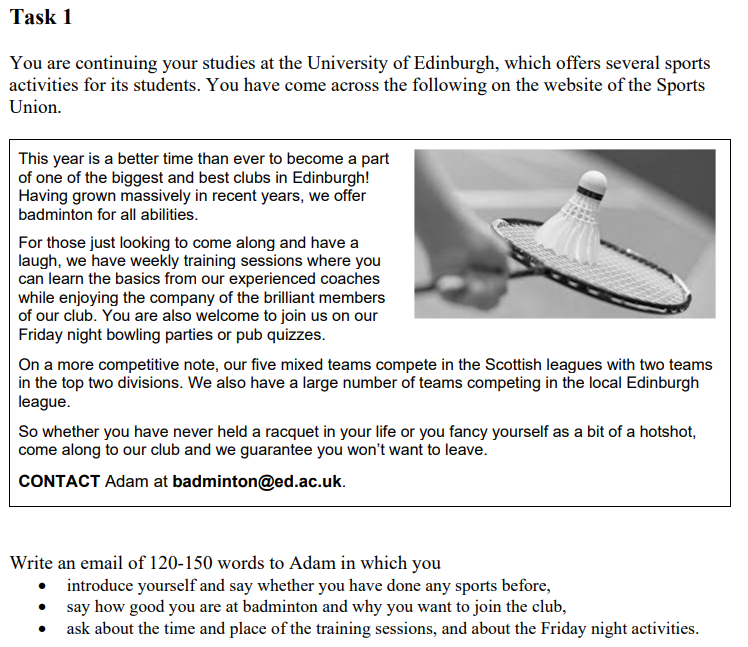 Task 1
You are continuing your studies at the University of Edinburgh, which offers several sports
activities for its students. You have come across the following on the website of the Sports
Union.
This year is a better time than ever to become a part
of one of the biggest and best clubs in Edinburgh!
Having grown massively in recent years, we offer
badminton for all abilities.
For those just looking to come along and have a
laugh, we have weekly training sessions where you
can learn the basics from our experienced coaches
while enjoying the company of the brilliant members
of our club. You are also welcome to join us on our
Friday night bowling parties or pub quizzes.
On a more competitive note, our five mixed teams compete in the Scottish leagues with two teams
in the top two divisions. We also have a large number of teams competing in the local Edinburgh
league.
So whether you have never held a racquet in your life or you fancy yourself as a bit of a hotshot,
come along to our club and we guarantee you won't want to leave.
CONTACT Adam at badminton@ed.ac.uk.
Write an email of 120-150 words to Adam in which you
• introduce yourself and say whether you have done any sports before,
• say how good you are at badminton and why you want to join the club,
• ask about the time and place of the training sessions, and about the Friday night activities.